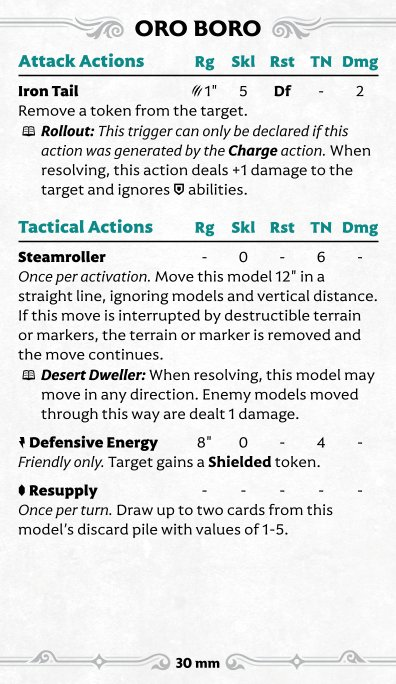 ORO BORO
Attack Actions Rg Skl Rst TN Dmg
Iron Tail 1" 5 Df - 2
Remove a token from the target.
Rollout: This trigger can only be declared if this
action was generated by the Charge action. When
resolving, this action deals +1 damage to the
target and ignores abilities.
Tactical Actions Rg Skl Rst TN Dmg
Steamroller - 0 - 6 -
Once per activation. Move this model 12" in a
straight line, ignoring models and vertical distance.
If this move is interrupted by destructible terrain
or markers, the terrain or marker is removed and
the move continues.
Desert Dweller: When resolving, this model may
move in any direction. Enemy models moved
through this way are dealt 1 damage.
Defensive Energy 8" 0 - 4 -
Friendly only. Target gains a Shielded token.
Resupply - - - - -
Once per turn. Draw up to two cards from this
model's discard pile with values of 1-5.
30 mm